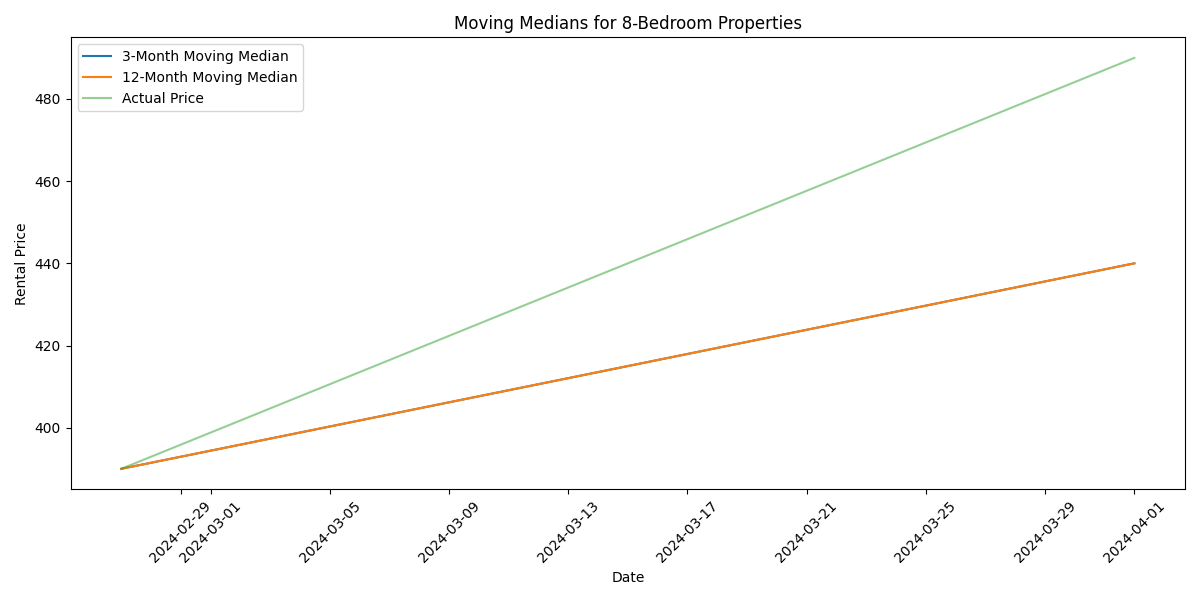 Moving Medians for 8-Bedroom Properties
3-Month Moving Median
12-Month Moving Median
Actual Price
Rental Price
480
460
440
420
400
2024-02-29
2024-03-01
2024-03-05
2024-03-09
2024-03-13
2024-03-17
2024-03-21
2024-03-25
2024-03-29
2024-04-01
Date